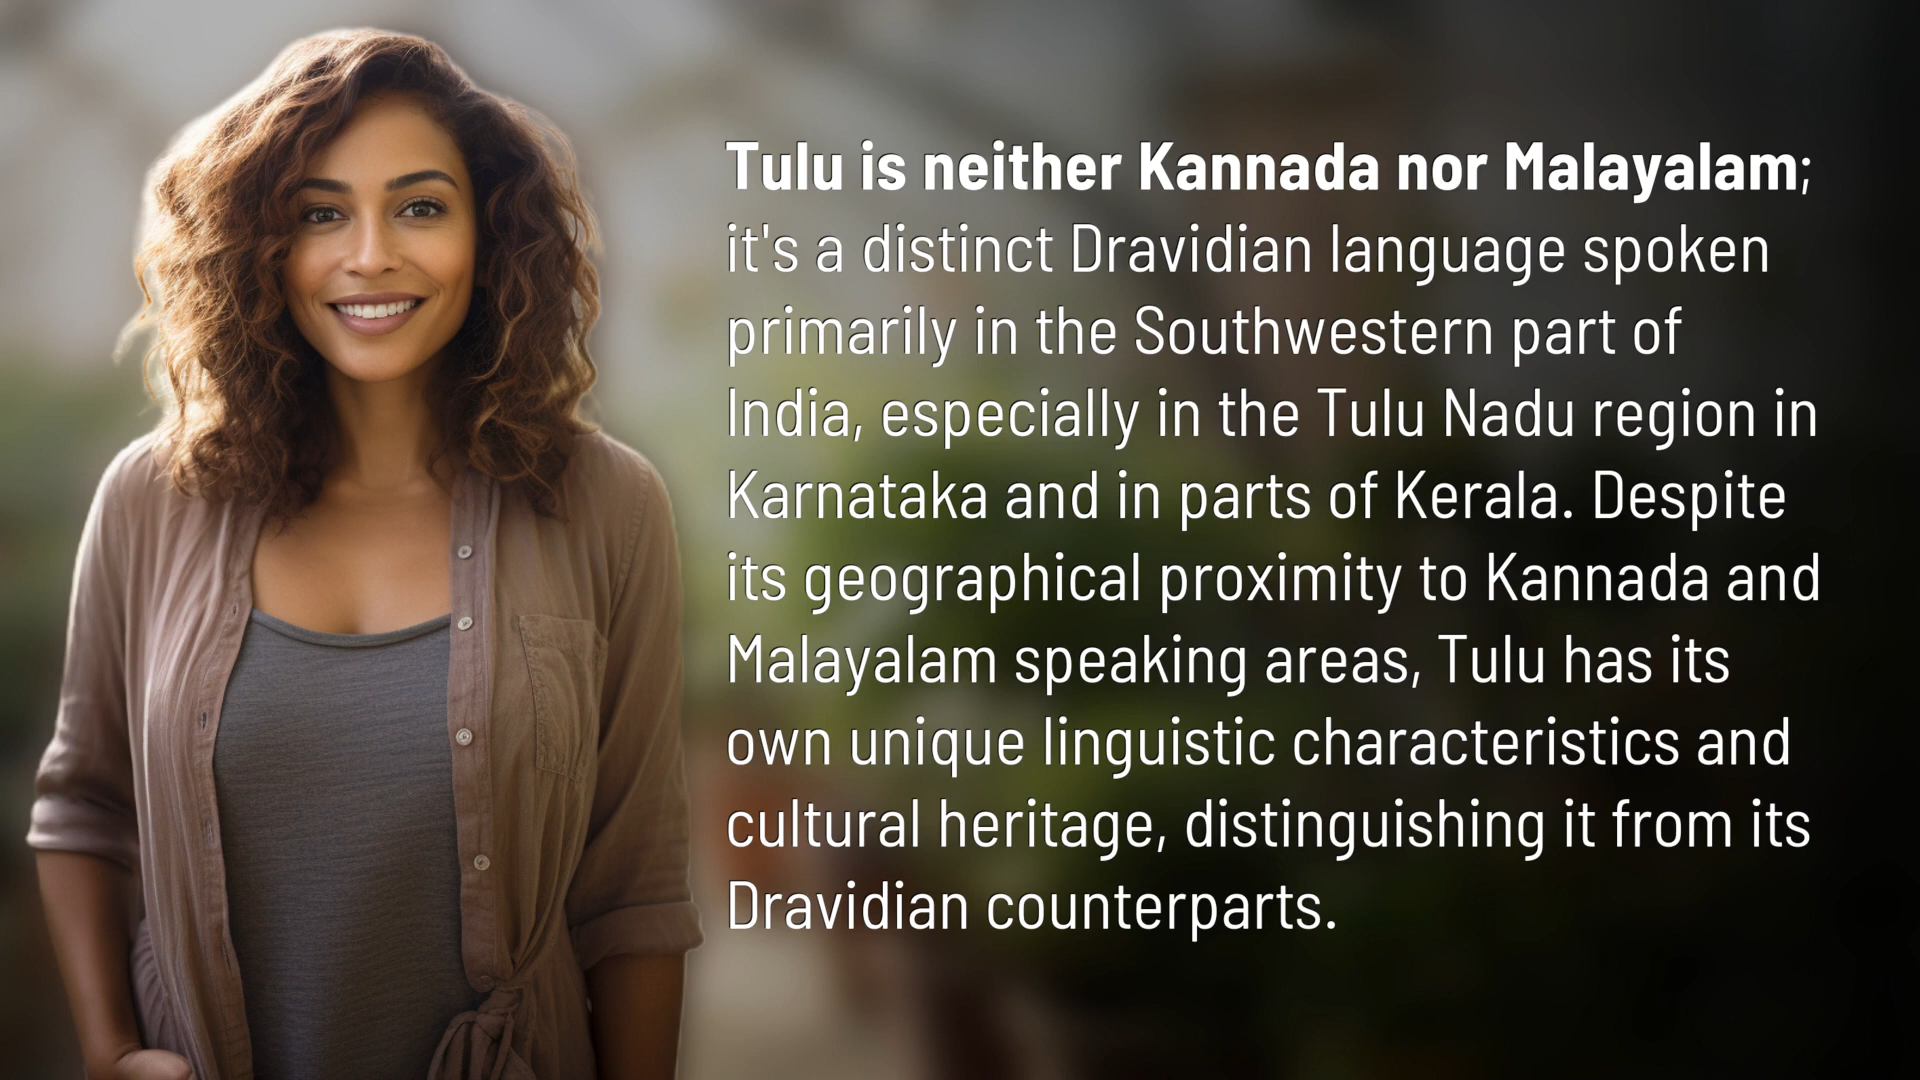 Tulu is neither Kannada nor Malayalam;
it's a distinct Dravidian language spoken
primarily in the Southwestern part of
India, especially in the Tulu Nadu region in
Karnataka and in parts of Kerala. Despite
its geographical proximity to Kannada and
Malayalam speaking areas, Tulu has its
own unique linguistic characteristics and
cultural heritage, distinguishing it from its
Dravidian counterparts.